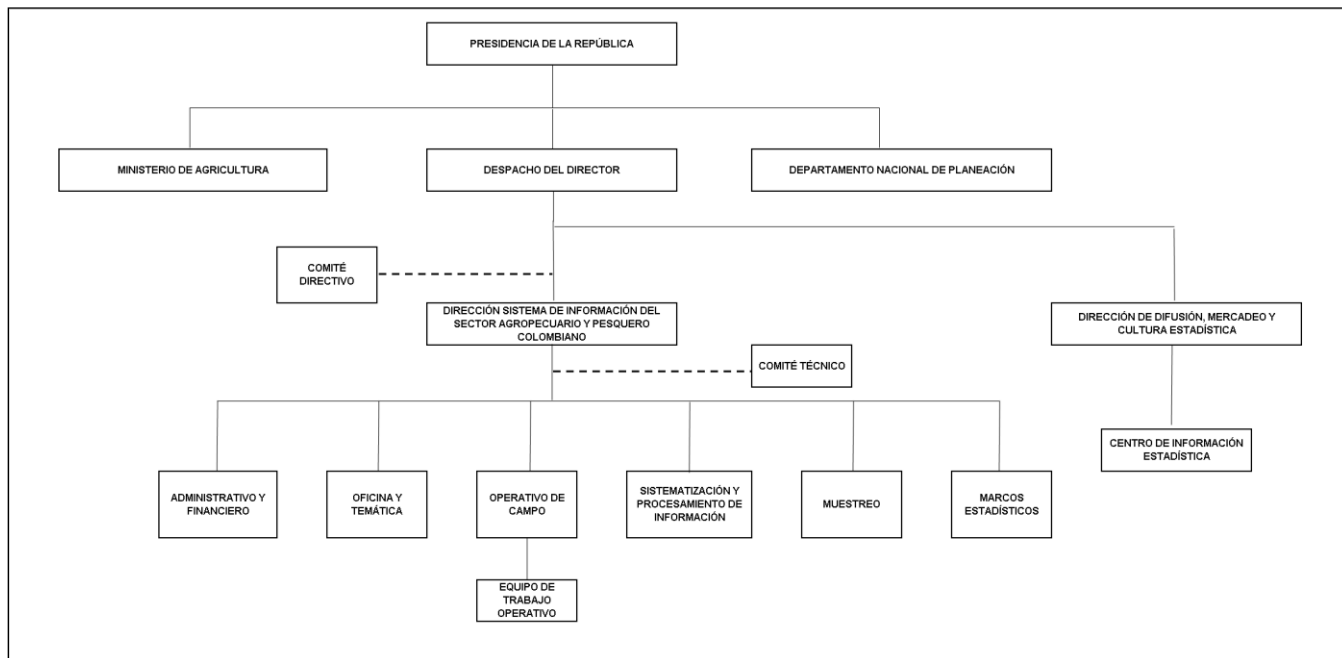 PRESIDENCIA DE LA REPÚBLICA
MINISTERIO DE AGRICULTURA
DESPACHO DEL DIRECTOR
DEPARTAMENTO NACIONAL DE PLANEACIÓN
COMITÉ
DIRECTIVO
DIRECCIÓN SISTEMA DE INFORMACIÓN DEL
SECTOR AGROPECUARIO Y PESQUERO
COLOMBIANO
DIRECCIÓN DE DIFUSIÓN, MERCADEO Y
CULTURA ESTADÍSTICA
COMITÉ TÉCNICO
CENTRO DE INFORMACIÓN
ESTADÍSTICA
ADMINISTRATIVO Y
FINANCIERO
OFICINA Y
TEMÁTICA
OPERATIVO DE
CAMPO
SISTEMATIZACIÓN Y
PROCESAMIENTO DE
INFORMACIÓN
MUESTREO
MARCOS
ESTADÍSTICOS
EQUIPO DE
TRABAJO
OPERATIVO